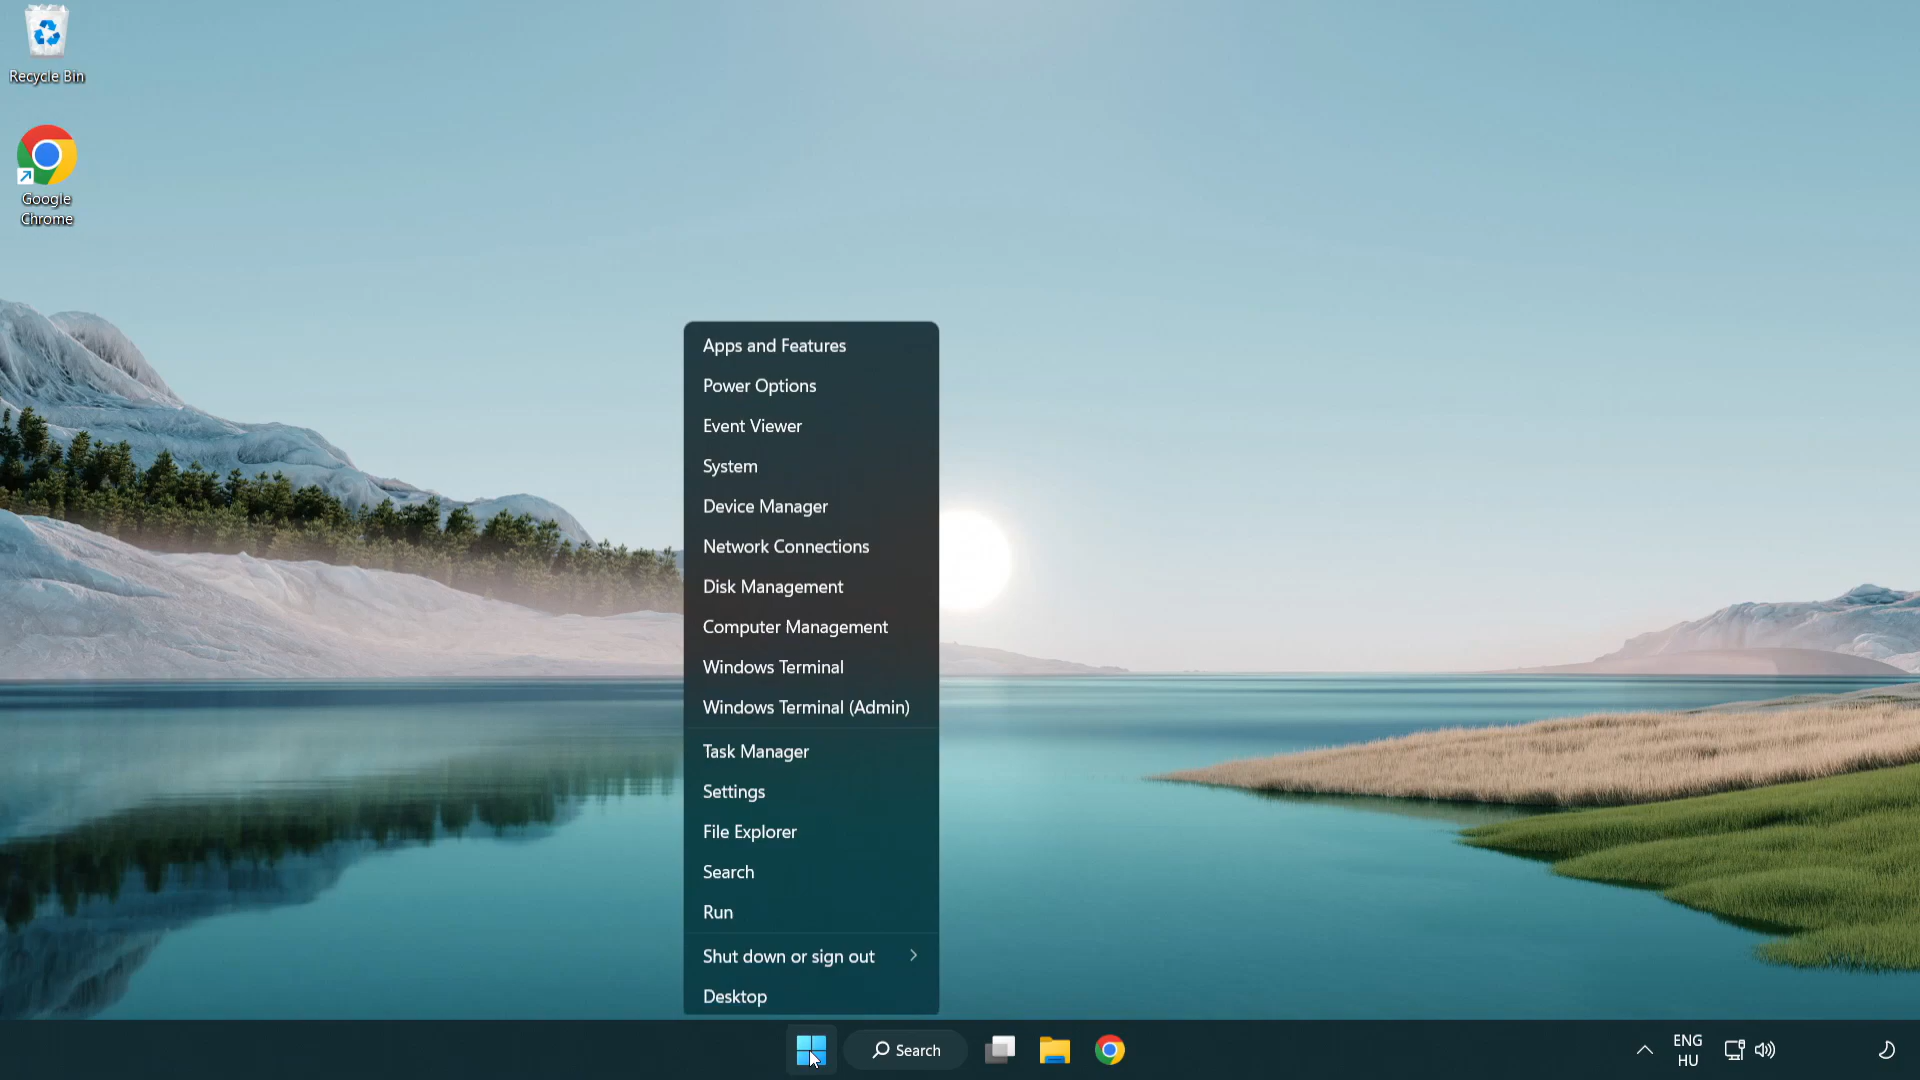 Recycle Bin
Google
Chrome
Apps and Features
Power Options
Event Viewer
System
Device Manager
Network Connections
Disk Management
Computer Management
Windows Terminal
Windows Terminal (Admin)
Task Manager
Settings
File Explorer
Search
Run
Shut down or sign out
Desktop
Search
ENG
HU